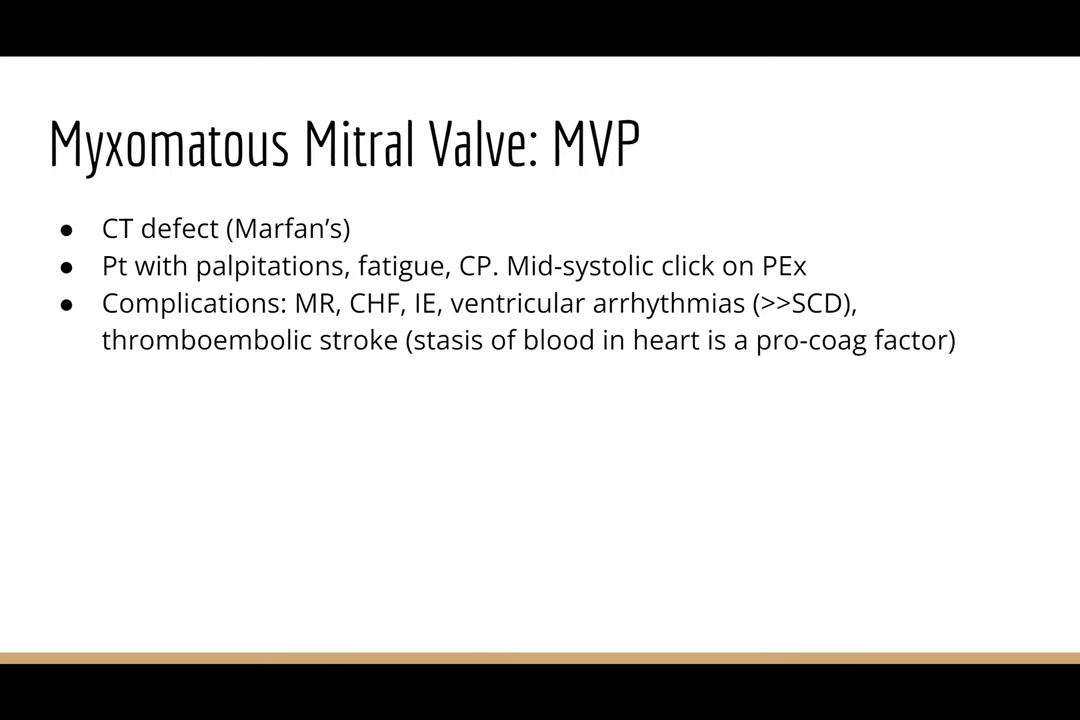 Myxomatous Mitral Valve: MVP
● CT defect (Marfan’s)
● Pt with palpitations, fatigue, CP. Mid-systolic click on PEx
● Complications: MR, CHF, IE, ventricular arrhythmias (>>SCD),
thromboembolic stroke (stasis of blood in heart is a pro-coag factor)